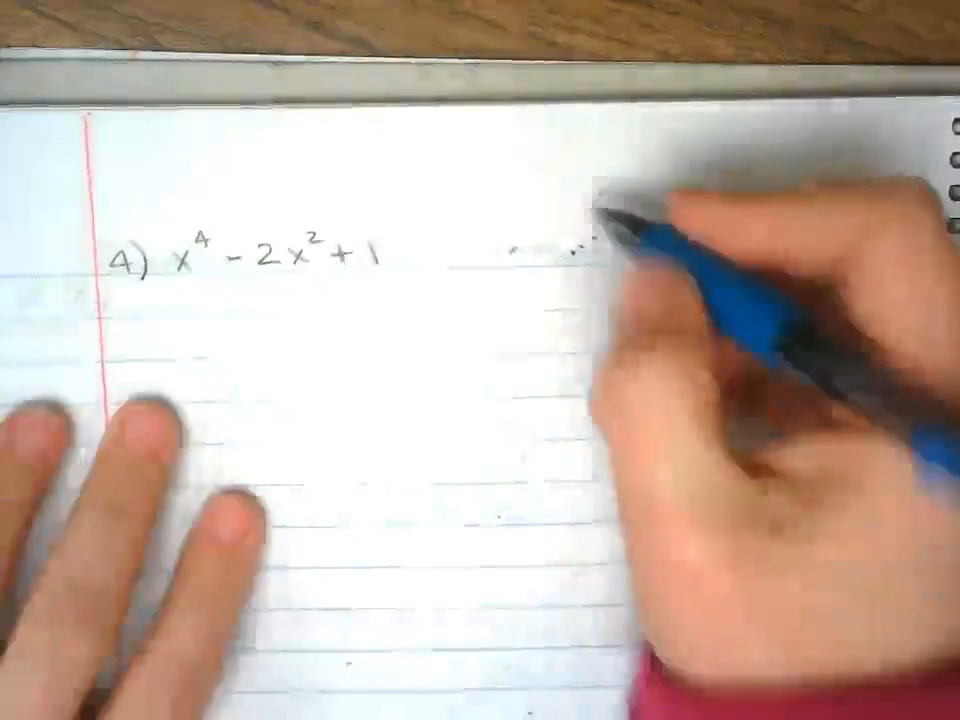 4) x⁴ - 2x² + 1